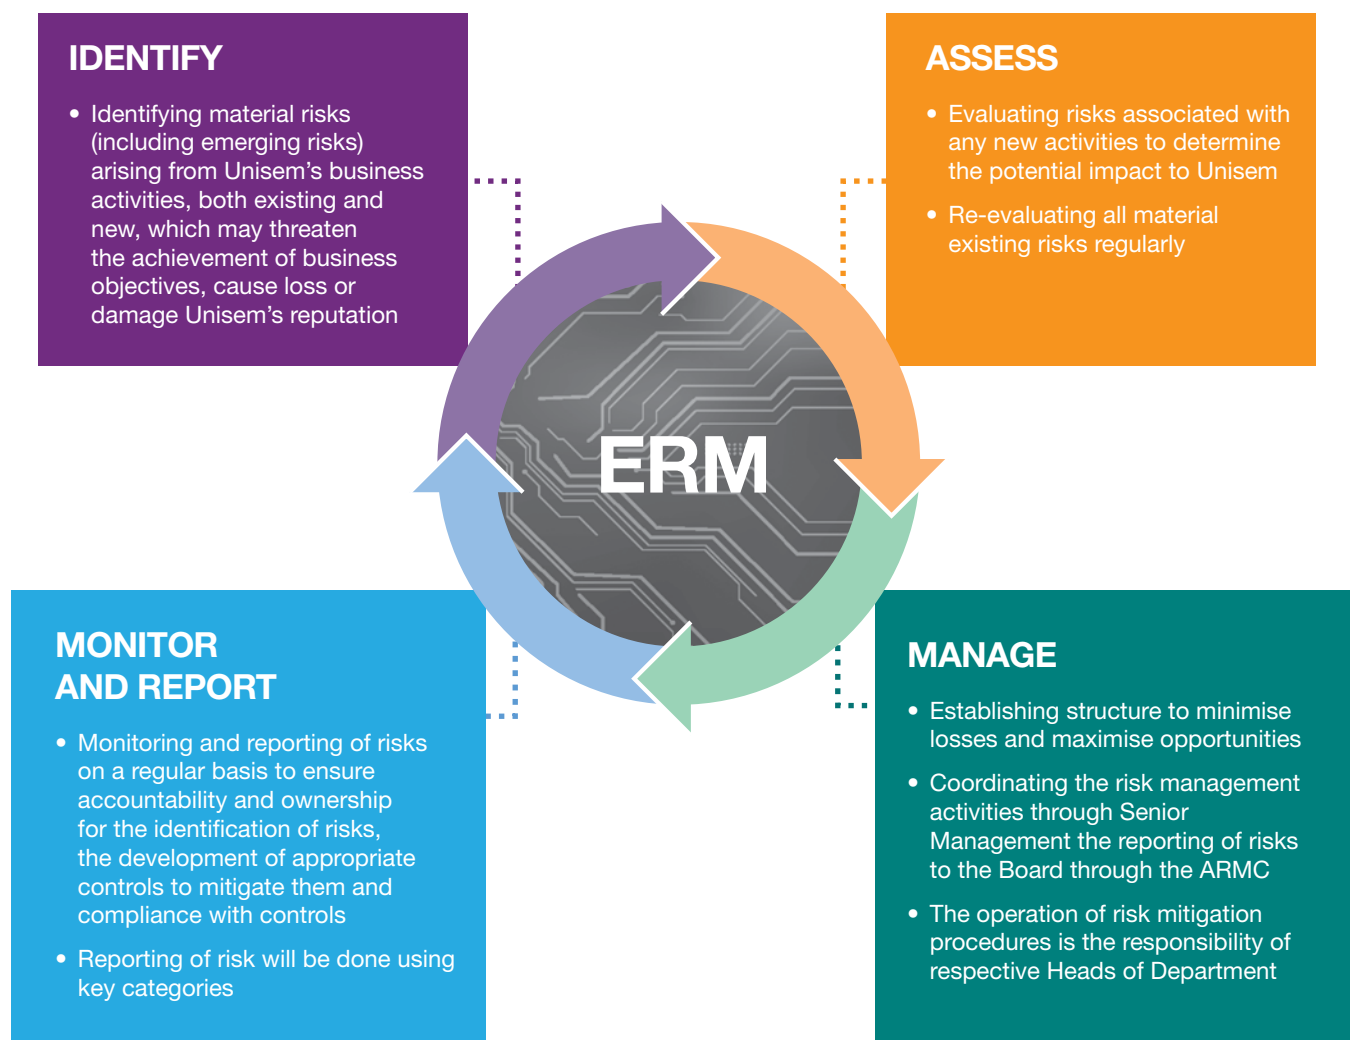 IDENTIFY
• Identifying material risks
(including emerging risks)
arising from Unisem’s business
activities, both existing and
new, which may threaten
the achievement of business
objectives, cause loss or
damage Unisem’s reputation
ASSESS
• Evaluating risks associated with
any new activities to determine
the potential impact to Unisem
• Re-evaluating all material
existing risks regularly
ERM
MONITOR
AND REPORT
• Monitoring and reporting of risks
on a regular basis to ensure
accountability and ownership
for the identification of risks,
the development of appropriate
controls to mitigate them and
compliance with controls
• Reporting of risk will be done using
key categories
MANAGE
• Establishing structure to minimise
losses and maximise opportunities
• Coordinating the risk management
activities through Senior
Management the reporting of risks
to the Board through the ARMC
• The operation of risk mitigation
procedures is the responsibility of
respective Heads of Department